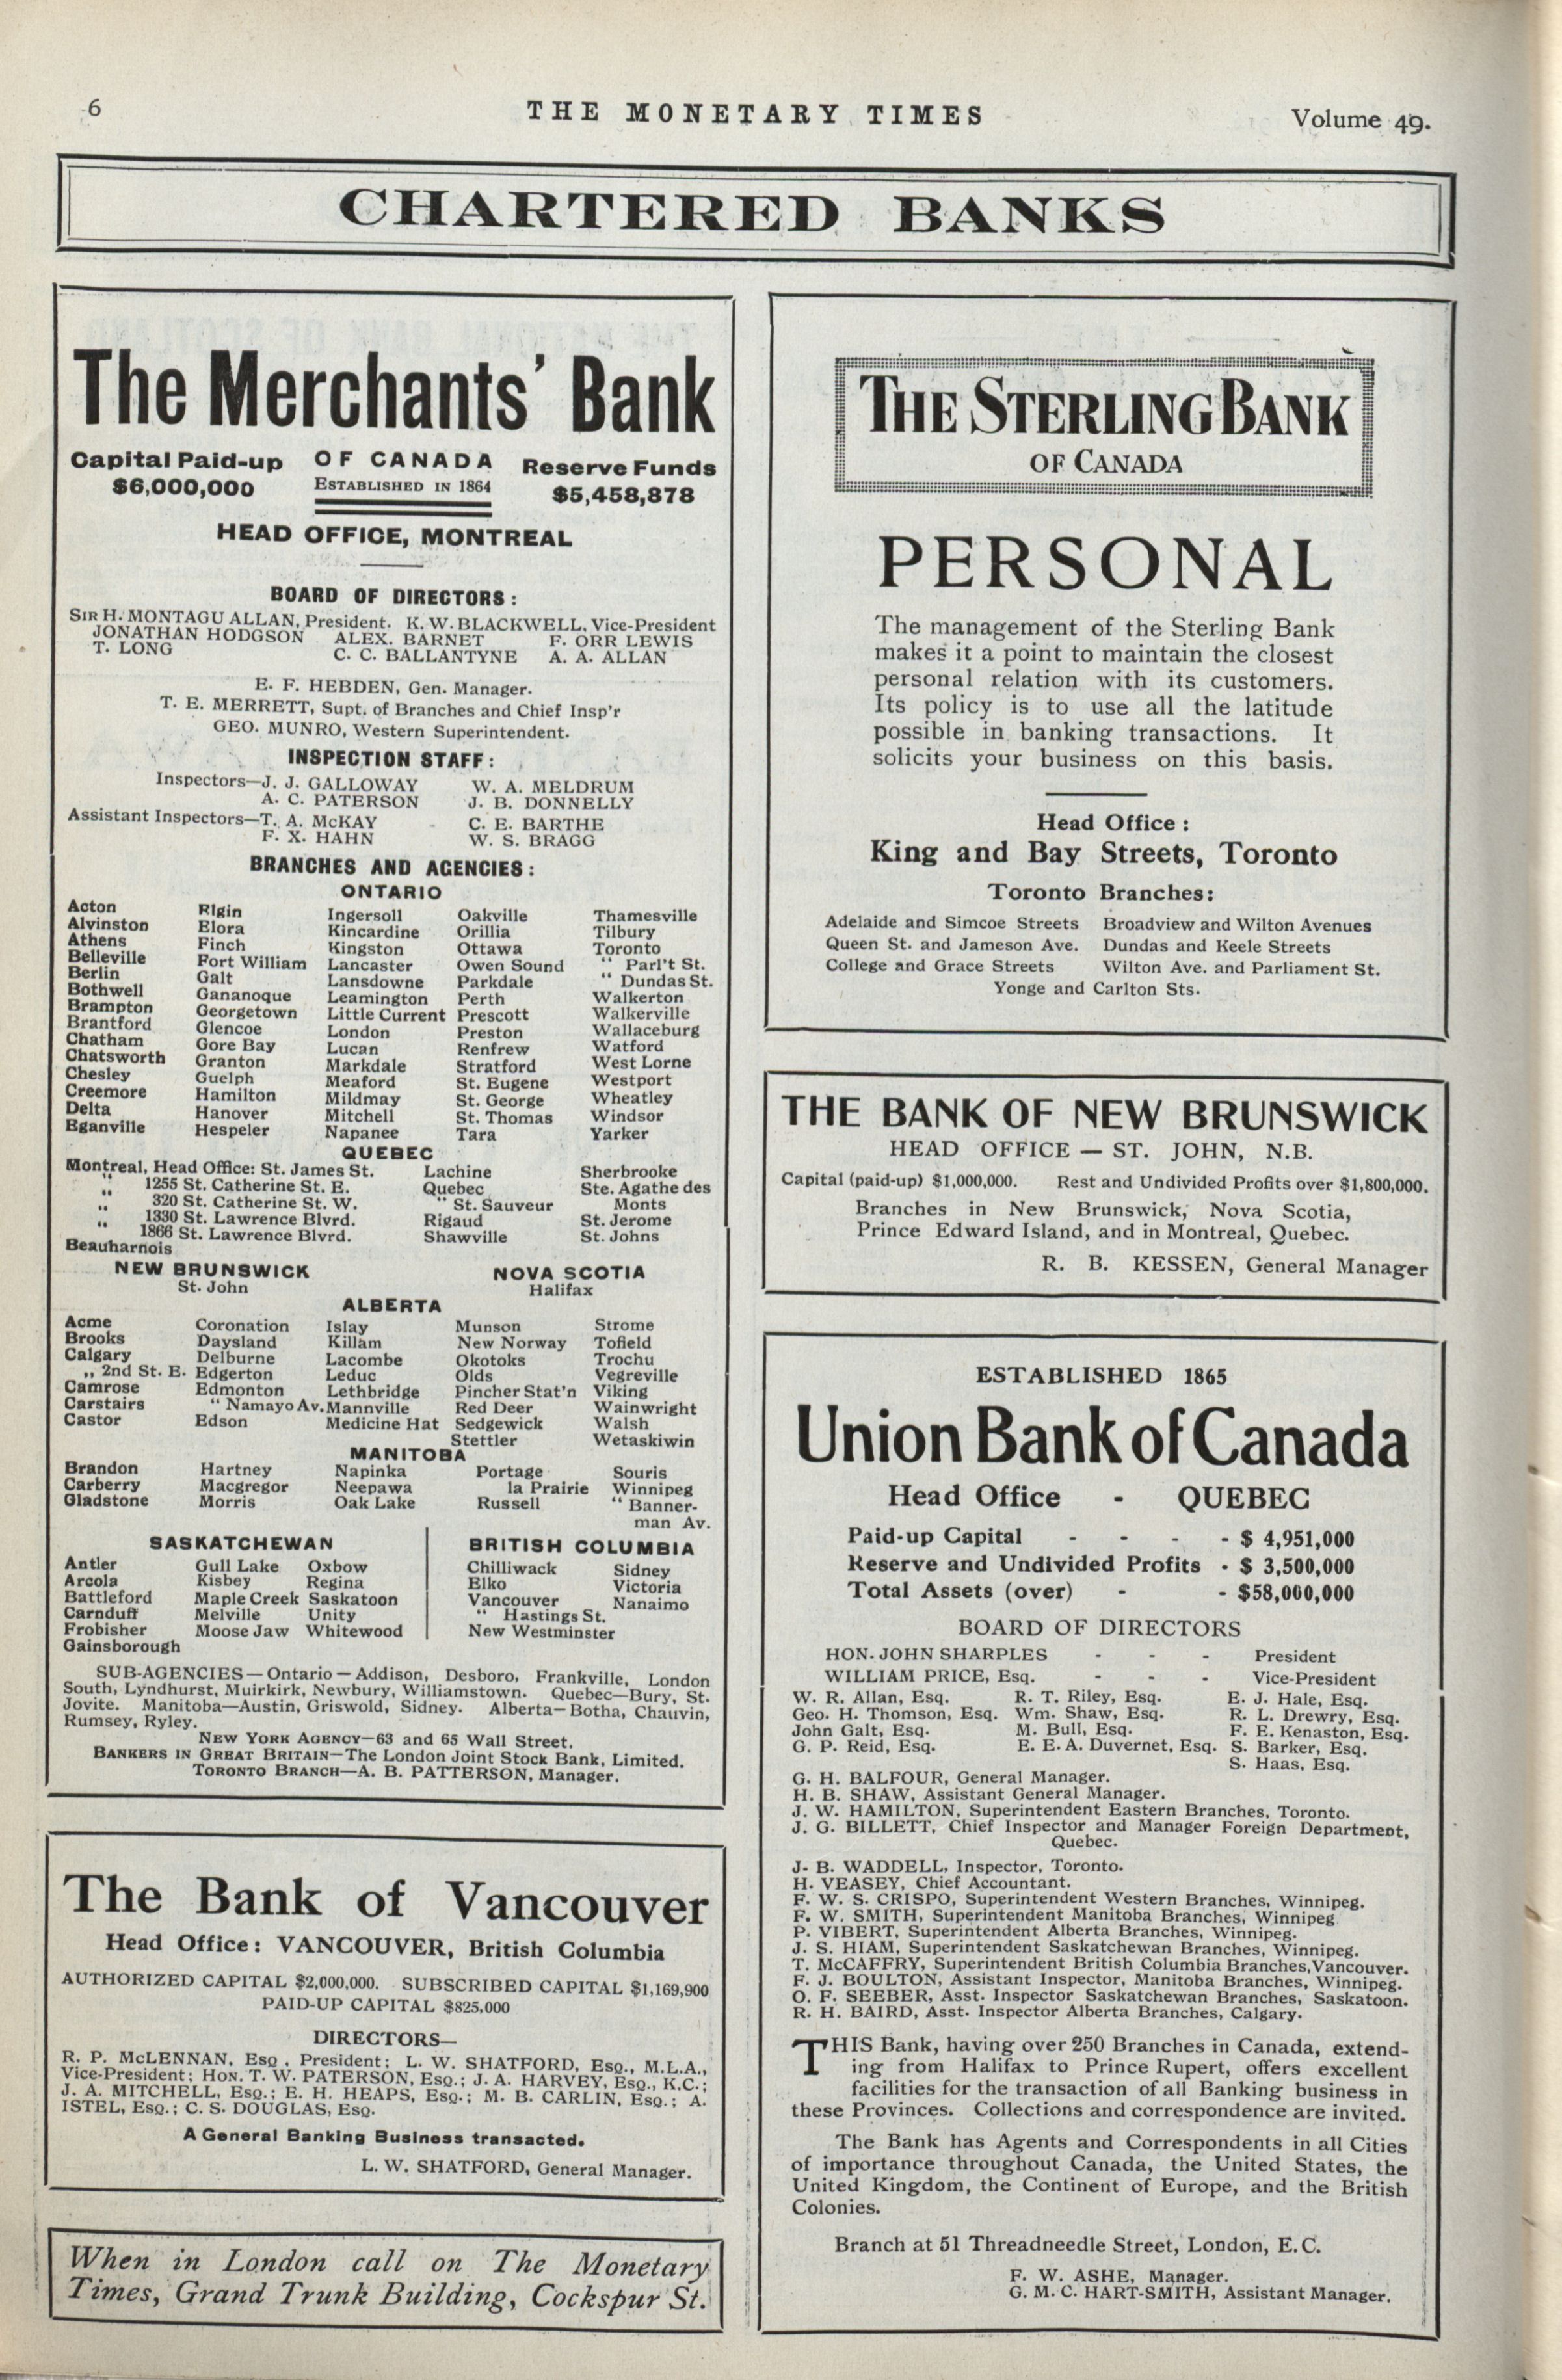 6
THE MONETARY TIMES
Volume 49.
CHARTERED BANKS
The Merchants' Bank
Capital Paid-up OF CANADA Reserve Funds
$6,000,000 ESTABLISHED IN 1864 $5,458,878
HEAD OFFICE, MONTREAL
BOARD OF DIRECTORS:
SIR H. MONTAGU ALLAN, President. K. W. BLACKWELL, Vice-President
JONATHAN HODGSON ALEX. BARNET F. ORR LEWIS
T. LONG C. C. BALLANTYNE A. A. ALLAN
E. F. HEBDEN, Gen. Manager.
T. E. MERRETT, Supt. of Branches and Chief Insp'r
GEO. MUNRO, Western Superintendent.
INSPECTION STAFF:
Inspectors—J. J. GALLOWAY W. A. MELDRUM
A. C. PATERSON J. B. DONNELLY
Assistant Inspectors—T. A. McKAY C. E. BARTHE
F. X. HAHN W. S. BRAGG
BRANCHES AND AGENCIES:
ONTARIO
Acton Elgin Ingersoll Oakville Thamesville
Alvinston Elora Kincardine Orillia Tilbury
Athens Finch Kingston Ottawa Toronto
Belleville Fort William Lancaster Owen Sound " Parl't St.
Berlin Galt Lansdowne Parkdale " Dundas St.
Bothwell Gananoque Leamington Perth Walkerton
Brampton Georgetown Little Current Prescott Walkerville
Brantford Glencoe London Preston Wallaceburg
Chatham Gore Bay Lucan Renfrew Watford
Chatsworth Granton Markdale Stratford West Lorne
Chesley Guelph Meaford St. Eugene Westport
Creemore Hamilton Mildmay St. George Wheatley
Delta Hanover Mitchell St. Thomas Windsor
Eganville Hespeler Napanee Tara Yarker
QUEBEC
Montreal, Head Office: St. James St. Lachine Sherbrooke
" 1255 St. Catherine St. E. Quebec Ste. Agathe des
" 320 St. Catherine St. W. " St. Sauveur Monts
" 1330 St. Lawrence Blvrd. Rigaud St. Jerome
" 1866 St. Lawrence Blvrd. Shawville St. Johns
Beauharnois
NEW BRUNSWICK NOVA SCOTIA
St. John Halifax
ALBERTA
Acme Coronation Islay Munson Strome
Brooks Daysland Killam New Norway Tofield
Calgary Delburne Lacombe Okotoks Trochu
„ 2nd St. E. Edgerton Leduc Olds Vegreville
Camrose Edmonton Lethbridge Pincher Stat'n Viking
Carstairs " Namayo Av. Mannville Red Deer Wainwright
Castor Edson Medicine Hat Sedgewick Walsh
Stettler Wetaskiwin
MANITOBA
Brandon Hartney Napinka Portage Souris
Carberry Macgregor Neepawa la Prairie Winnipeg
Gladstone Morris Oak Lake Russell " Banner-
man Av.
SASKATCHEWAN
Antler Gull Lake Oxbow
Arcola Kisbey Regina
Battleford Maple Creek Saskatoon
Carnduff Melville Unity
Frobisher Moose Jaw Whitewood
Gainsborough
BRITISH COLUMBIA
Chilliwack Sidney
Elko Victoria
Vancouver Nanaimo
" Hastings St.
New Westminster
SUB-AGENCIES—Ontario—Addison, Desboro, Frankville, London
South, Lyndhurst, Muirkirk, Newbury, Williamstown. Quebec—Bury, St.
Jovite. Manitoba—Austin, Griswold, Sidney. Alberta—Botha, Chauvin,
Rumsey, Ryley.
NEW YORK AGENCY—63 and 65 Wall Street.
BANKERS IN GREAT BRITAIN—The London Joint Stock Bank, Limited.
TORONTO BRANCH—A. B. PATTERSON, Manager.
The Bank of Vancouver
Head Office: VANCOUVER, British Columbia
AUTHORIZED CAPITAL $2,000,000. SUBSCRIBED CAPITAL $1,169,900
PAID-UP CAPITAL $825,000
DIRECTORS—
R. P. McLENNAN, Esq., President; L. W. SHATFORD, Esq., M.L.A.,
Vice-President; Hon. T. W. PATERSON, Esq.; J. A. HARVEY, Esq., K.C.;
J. A. MITCHELL, Esq.; E. H. HEAPS, Esq.; M. B. CARLIN, Esq.; A.
ISTEL, Esq.; C. S. DOUGLAS, Esq.
A General Banking Business transacted.
L. W. SHATFORD, General Manager.
When in London call on The Monetary
Times, Grand Trunk Building, Cockspur St.
THE STERLING BANK
OF CANADA
PERSONAL
The management of the Sterling Bank
makes it a point to maintain the closest
personal relation with its customers.
Its policy is to use all the latitude
possible in banking transactions. It
solicits your business on this basis.
Head Office:
King and Bay Streets, Toronto
Toronto Branches:
Adelaide and Simcoe Streets Broadview and Wilton Avenues
Queen St. and Jameson Ave. Dundas and Keele Streets
College and Grace Streets Wilton Ave. and Parliament St.
Yonge and Carlton Sts.
THE BANK OF NEW BRUNSWICK
HEAD OFFICE — ST. JOHN, N.B.
Capital (paid-up) $1,000,000. Rest and Undivided Profits over $1,800,000.
Branches in New Brunswick, Nova Scotia,
Prince Edward Island, and in Montreal, Quebec.
R. B. KESSEN, General Manager
ESTABLISHED 1865
Union Bank of Canada
Head Office - QUEBEC
Paid-up Capital - - - - $ 4,951,000
Reserve and Undivided Profits - $ 3,500,000
Total Assets (over) - - $58,000,000
BOARD OF DIRECTORS
HON. JOHN SHARPLES - - - President
WILLIAM PRICE, Esq. - - - Vice-President
W. R. Allan, Esq. R. T. Riley, Esq. E. J. Hale, Esq.
Geo. H. Thomson, Esq. Wm. Shaw, Esq. R. L. Drewry, Esq.
John Galt, Esq. M. Bull, Esq. F. E. Kenaston, Esq.
G. P. Reid, Esq. E. E. A. Duvernet, Esq. S. Barker, Esq.
S. Haas, Esq.
G. H. BALFOUR, General Manager.
H. B. SHAW, Assistant General Manager.
J. W. HAMILTON, Superintendent Eastern Branches, Toronto.
J. G. BILLETT, Chief Inspector and Manager Foreign Department,
Quebec.
J. B. WADDELL, Inspector, Toronto.
H. VEASEY, Chief Accountant.
F. W. S. CRISPO, Superintendent Western Branches, Winnipeg.
F. W. SMITH, Superintendent Manitoba Branches, Winnipeg
P. VIBERT, Superintendent Alberta Branches, Winnipeg.
J. S. HIAM, Superintendent Saskatchewan Branches, Winnipeg.
T. McCAFFRY, Superintendent British Columbia Branches, Vancouver.
F. J. BOULTON, Assistant Inspector, Manitoba Branches, Winnipeg.
O. F. SEEBER, Asst. Inspector Saskatchewan Branches, Saskatoon.
R. H. BAIRD, Asst. Inspector Alberta Branches, Calgary.
THIS Bank, having over 250 Branches in Canada, extend-
ing from Halifax to Prince Rupert, offers excellent
facilities for the transaction of all Banking business in
these Provinces. Collections and correspondence are invited.
The Bank has Agents and Correspondents in all Cities
of importance throughout Canada, the United States, the
United Kingdom, the Continent of Europe, and the British
Colonies.
Branch at 51 Threadneedle Street, London, E.C.
F. W. ASHE, Manager.
G. M. C. HART-SMITH, Assistant Manager.